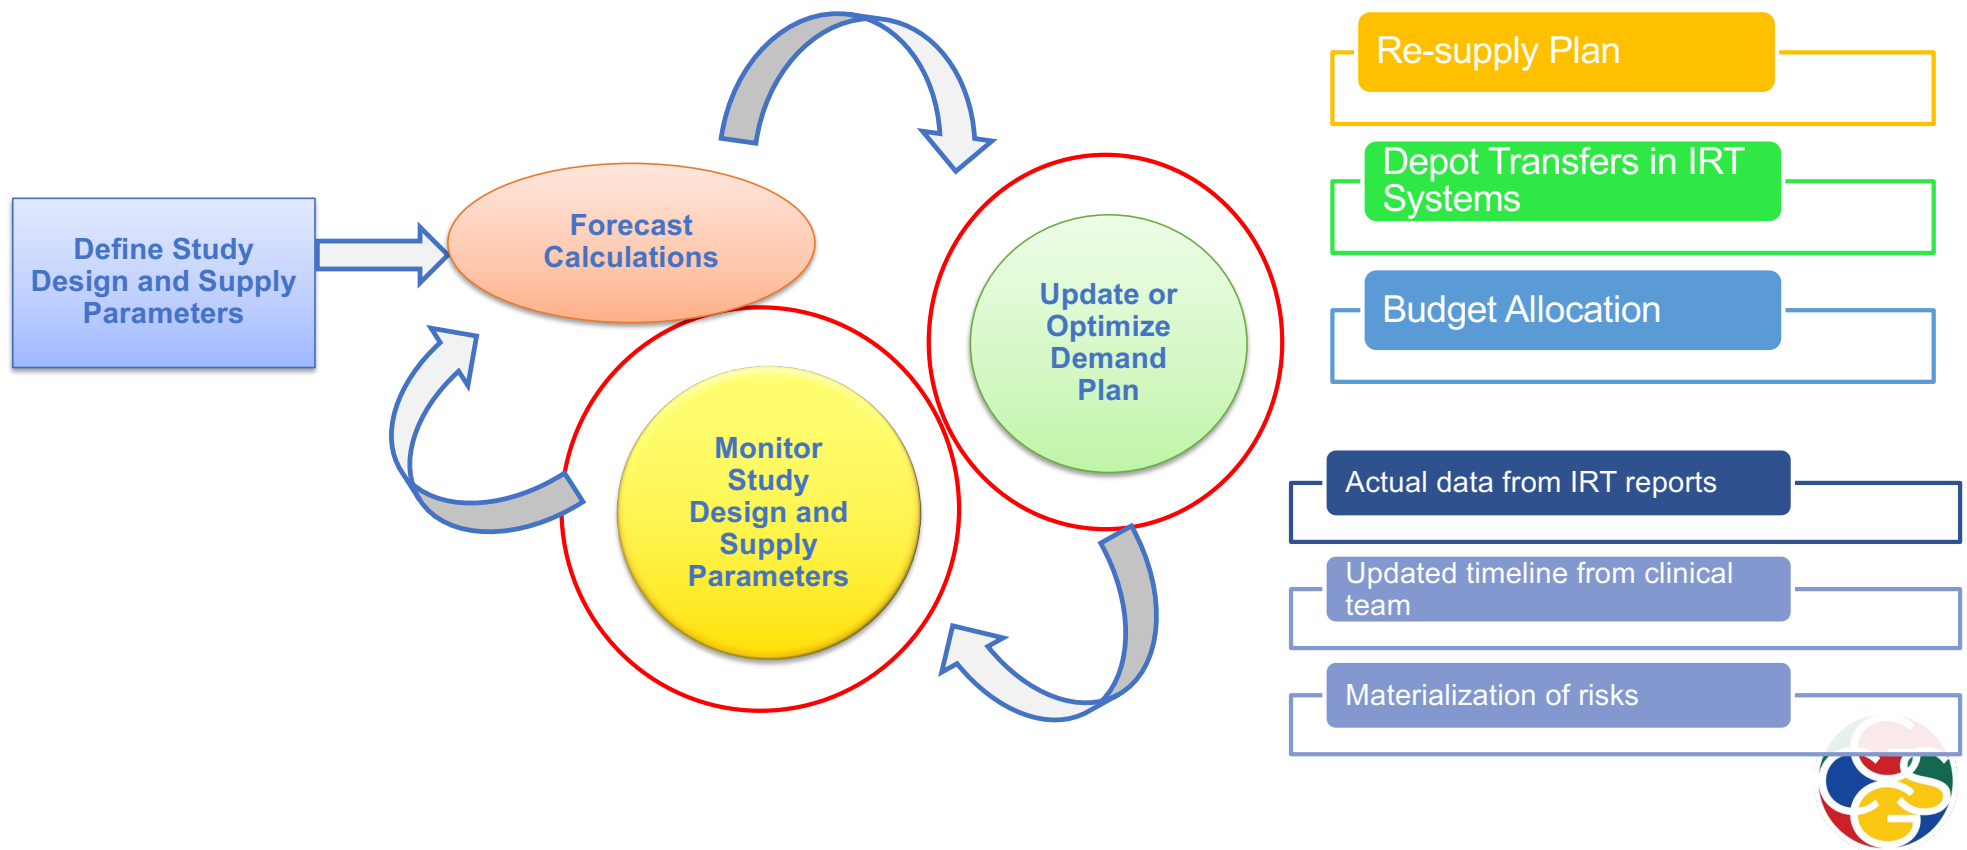 Define Study
Design and Supply
Parameters
Forecast
Calculations
Update or
Optimize
Demand
Plan
Monitor
Study
Design and
Supply
Parameters
Re-supply Plan
Depot Transfers in IRT
Systems
Budget Allocation
Actual data from IRT reports
Updated timeline from clinical
team
Materialization of risks